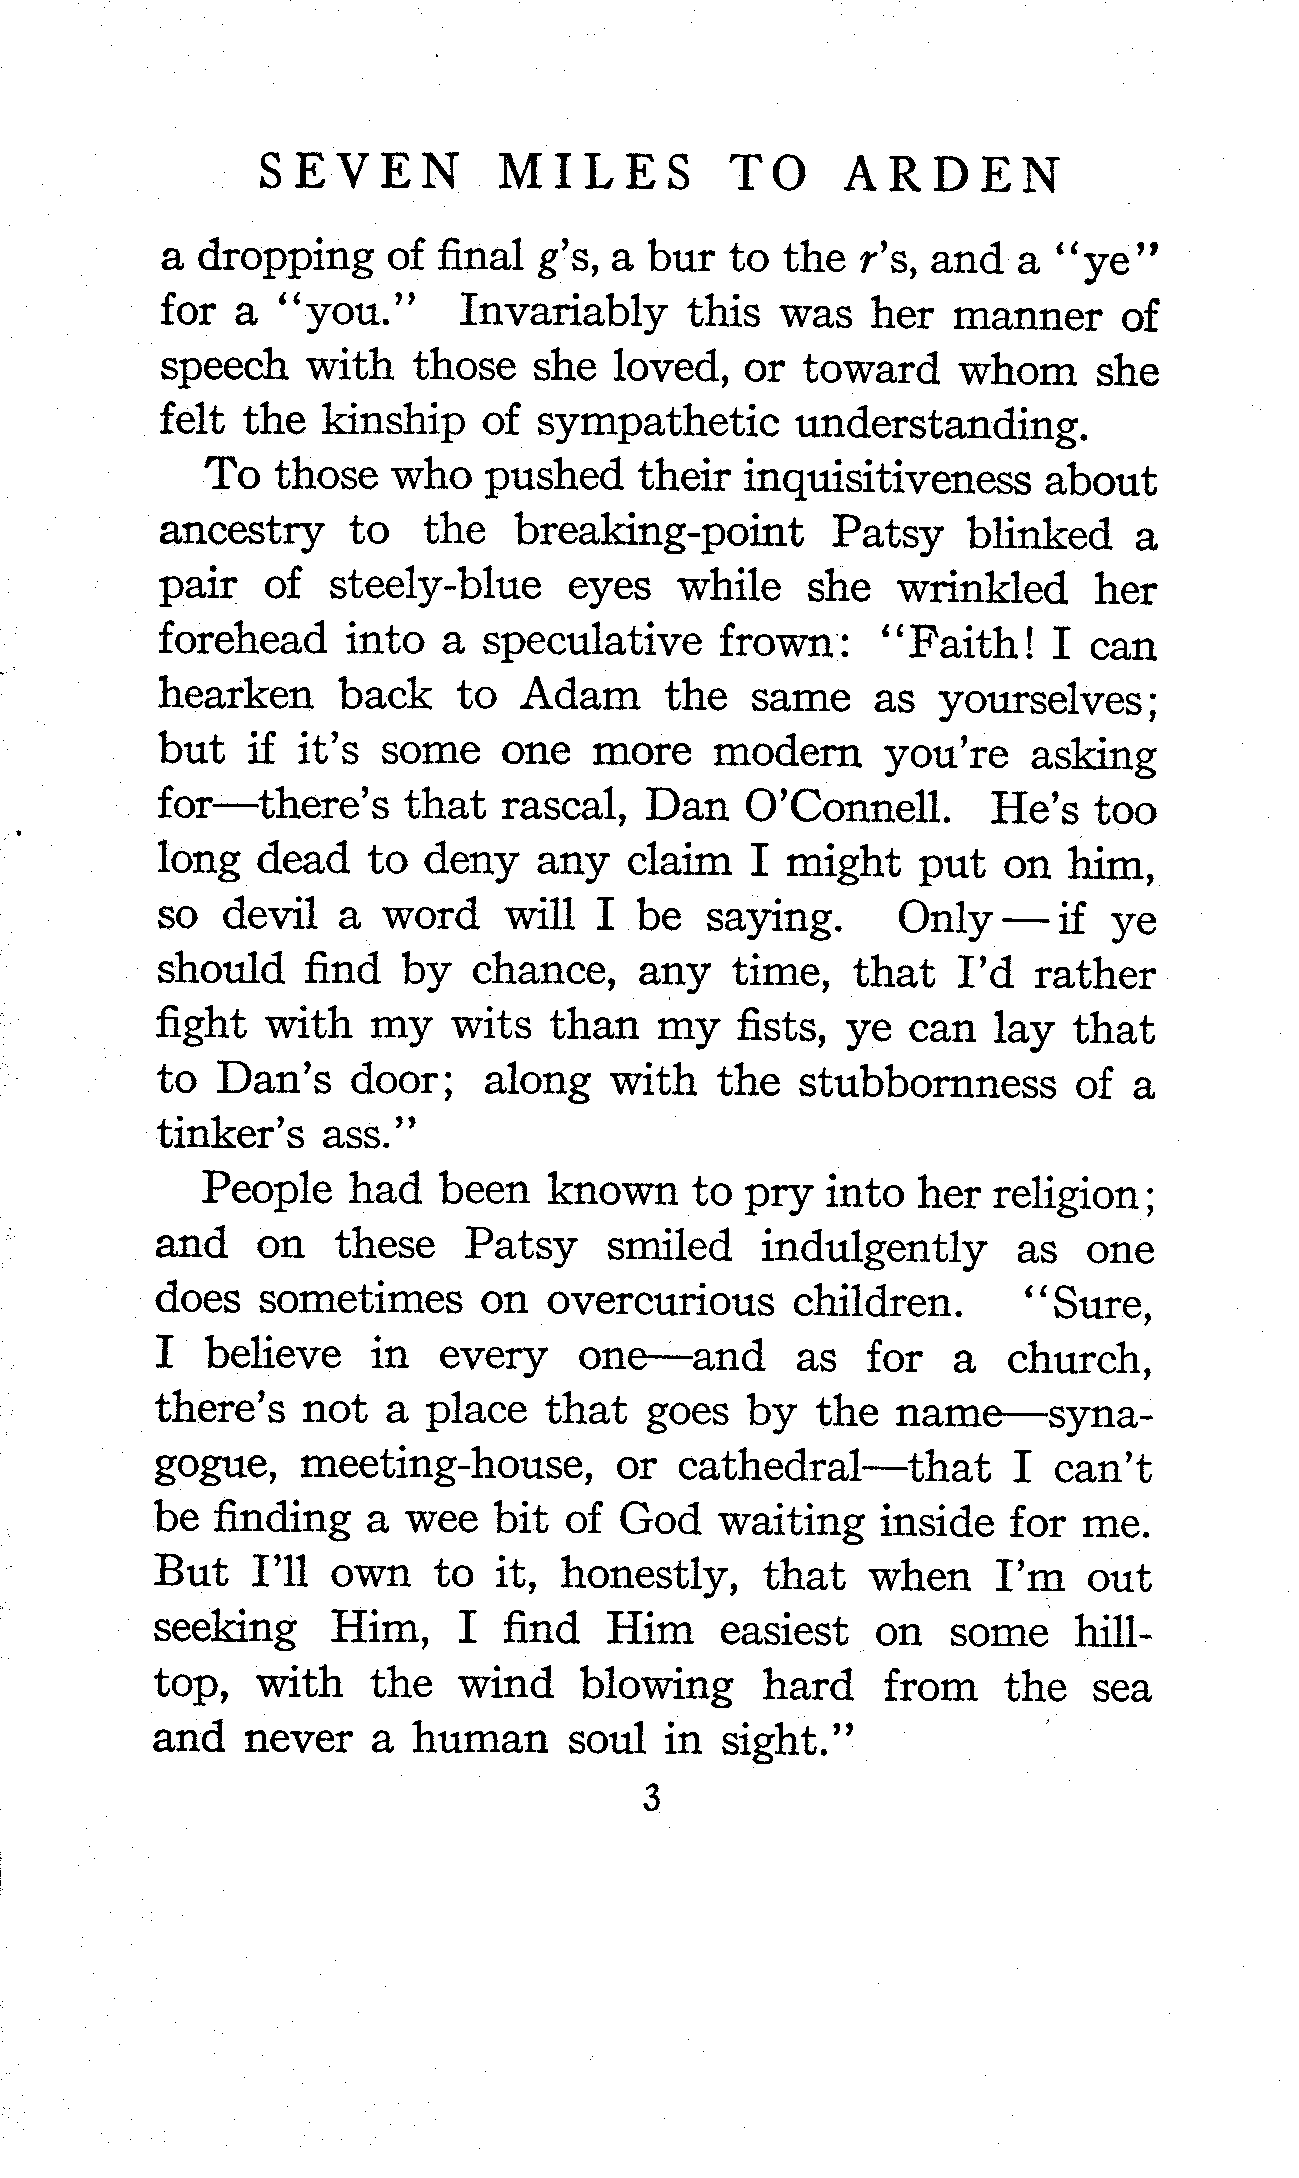 SEVEN MILES TO ARDEN
a dropping of final g's, a bur to the r's, and a “ye”
for a “you.” Invariably this was her manner of
speech with those she loved, or toward whom she
felt the kinship of sympathetic understanding.
To those who pushed their inquisitiveness about
ancestry to the breaking-point Patsy blinked a
pair of steely-blue eyes while she wrinkled her
forehead into a speculative frown: “Faith! I can
hearken back to Adam the same as yourselves;
but if it's some one more modern you're asking
for—there's that rascal, Dan O'Connell. He's too
long dead to deny any claim I might put on him,
so devil a word will I be saying. Only—if ye
should find by chance, any time, that I'd rather
fight with my wits than my fists, ye can lay that
to Dan's door; along with the stubbornness of a
tinker's ass.”
People had been known to pry into her religion;
and on these Patsy smiled indulgently as one
does sometimes on overcurious children. “Sure,
I believe in every one—and as for a church,
there's not a place that goes by the name—syna-
gogue, meeting-house, or cathedral—that I can't
be finding a wee bit of God waiting inside for me.
But I'll own to it, honestly, that when I'm out
seeking Him, I find Him easiest on some hill-
top, with the wind blowing hard from the sea
and never a human soul in sight.”
3